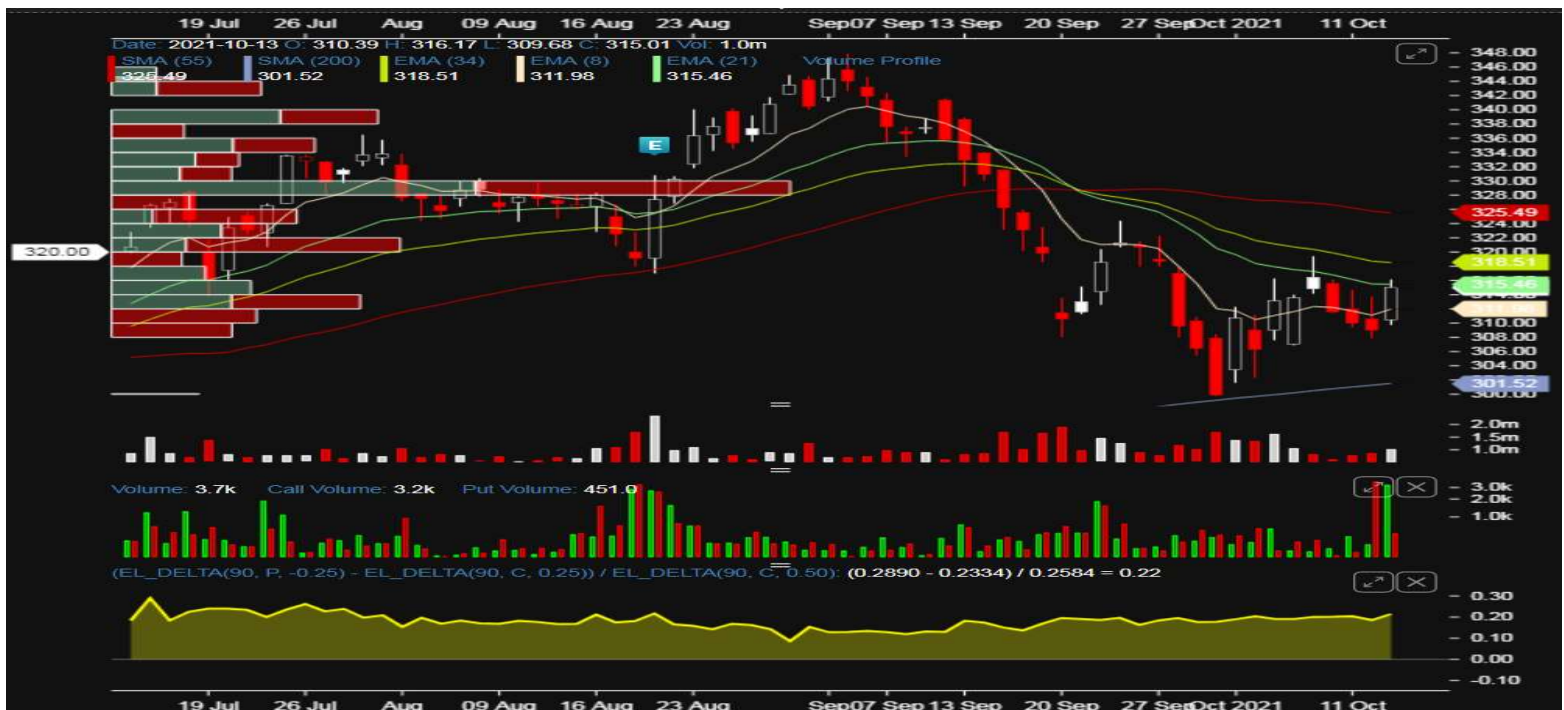 19 Jul 26 Jul Aug 09 Aug 16 Aug 23 Aug Sep07 Sep 13 Sep 20 Sep 27 SepOct 2021 11 Oct
Date: 2021-10-13 O: 310.39 H: 316.17 L: 309.68 C: 315.01 Vol: 1.0m
SMA (55) SMA (200) EMA (34) EMA (8) EMA (21) Volume Profile
325.49 301.52 318.51 311.98 315.46
348.00
346.00
344.00
342.00
340.00
338.00
336.00
E
334.00
332.00
330.00
328.00
325.49
324.00
322.00
320.00
320.00
318.51
315.46
310.00
308.00
306.00
304.00
301.52
300.00
2.0m
1.5m
1.0m
Volume: 3.7k Call Volume: 3.2k Put Volume: 451.0
3.0k
2.0k
1.0k
(EL_DELTA(90, P, -0.25) - EL_DELTA(90, C, 0.25)) / EL_DELTA(90, C, 0.50): (0.2890 - 0.2334) / 0.2584 = 0.22
0.30
0.20
0.10
0.00
-0.10
19 Jul 26 Jul Aug 09 Aug 16 Aug 23 Aug Sep07 Sep 13 Sep 20 Sep 27 SepOct 2021 11 Oct